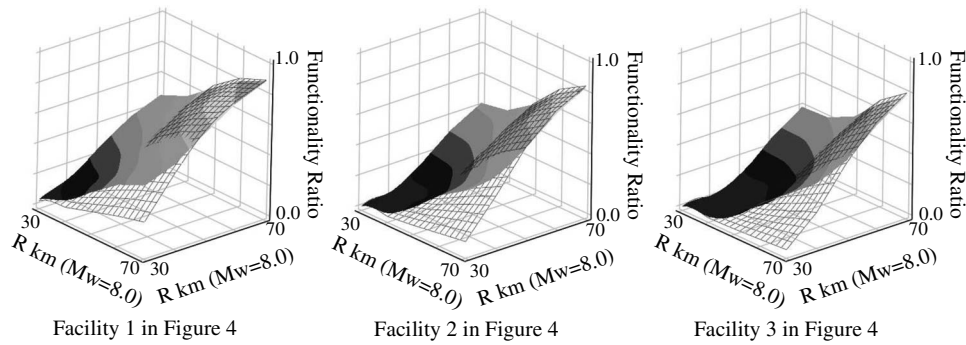 1.0
Functionality Ratio
0.0
30
70
30
70
R km (Mw=8.0)
R km (Mw=8.0)
Facility 1 in Figure 4
1.0
Functionality Ratio
0.0
30
70
30
70
R km (Mw=8.0)
R km (Mw=8.0)
Facility 2 in Figure 4
1.0
Functionality Ratio
0.0
30
70
30
70
R km (Mw=8.0)
R km (Mw=8.0)
Facility 3 in Figure 4